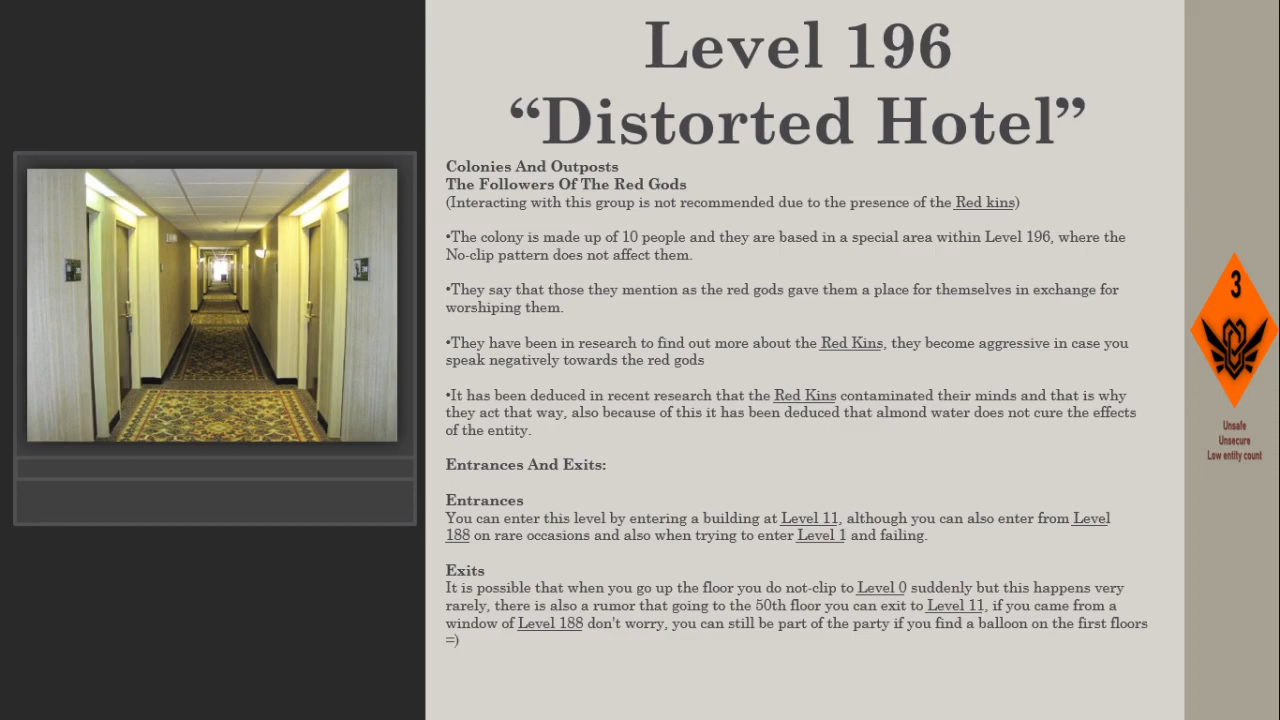 Level 196
“Distorted Hotel”
Colonies And Outposts
The Followers Of The Red Gods
(Interacting with this group is not recommended due to the presence of the Red kins)
•The colony is made up of 10 people and they are based in a special area within Level 196, where the
No-clip pattern does not affect them.
•They say that those they mention as the red gods gave them a place for themselves in exchange for
worshiping them.
•They have been in research to find out more about the Red Kins, they become aggressive in case you
speak negatively towards the red gods
•It has been deduced in recent research that the Red Kins contaminated their minds and that is why
they act that way, also because of this it has been deduced that almond water does not cure the effects
of the entity.
Entrances And Exits:
Entrances
You can enter this level by entering a building at Level 11, although you can also enter from Level
188 on rare occasions and also when trying to enter Level 1 and failing.
Exits
It is possible that when you go up the floor you do not-clip to Level 0 suddenly but this happens very
rarely, there is also a rumor that going to the 50th floor you can exit to Level 11, if you came from a
window of Level 188 don't worry, you can still be part of the party if you find a balloon on the first floors
=)
3
Unsafe
Unsecure
Low entity count